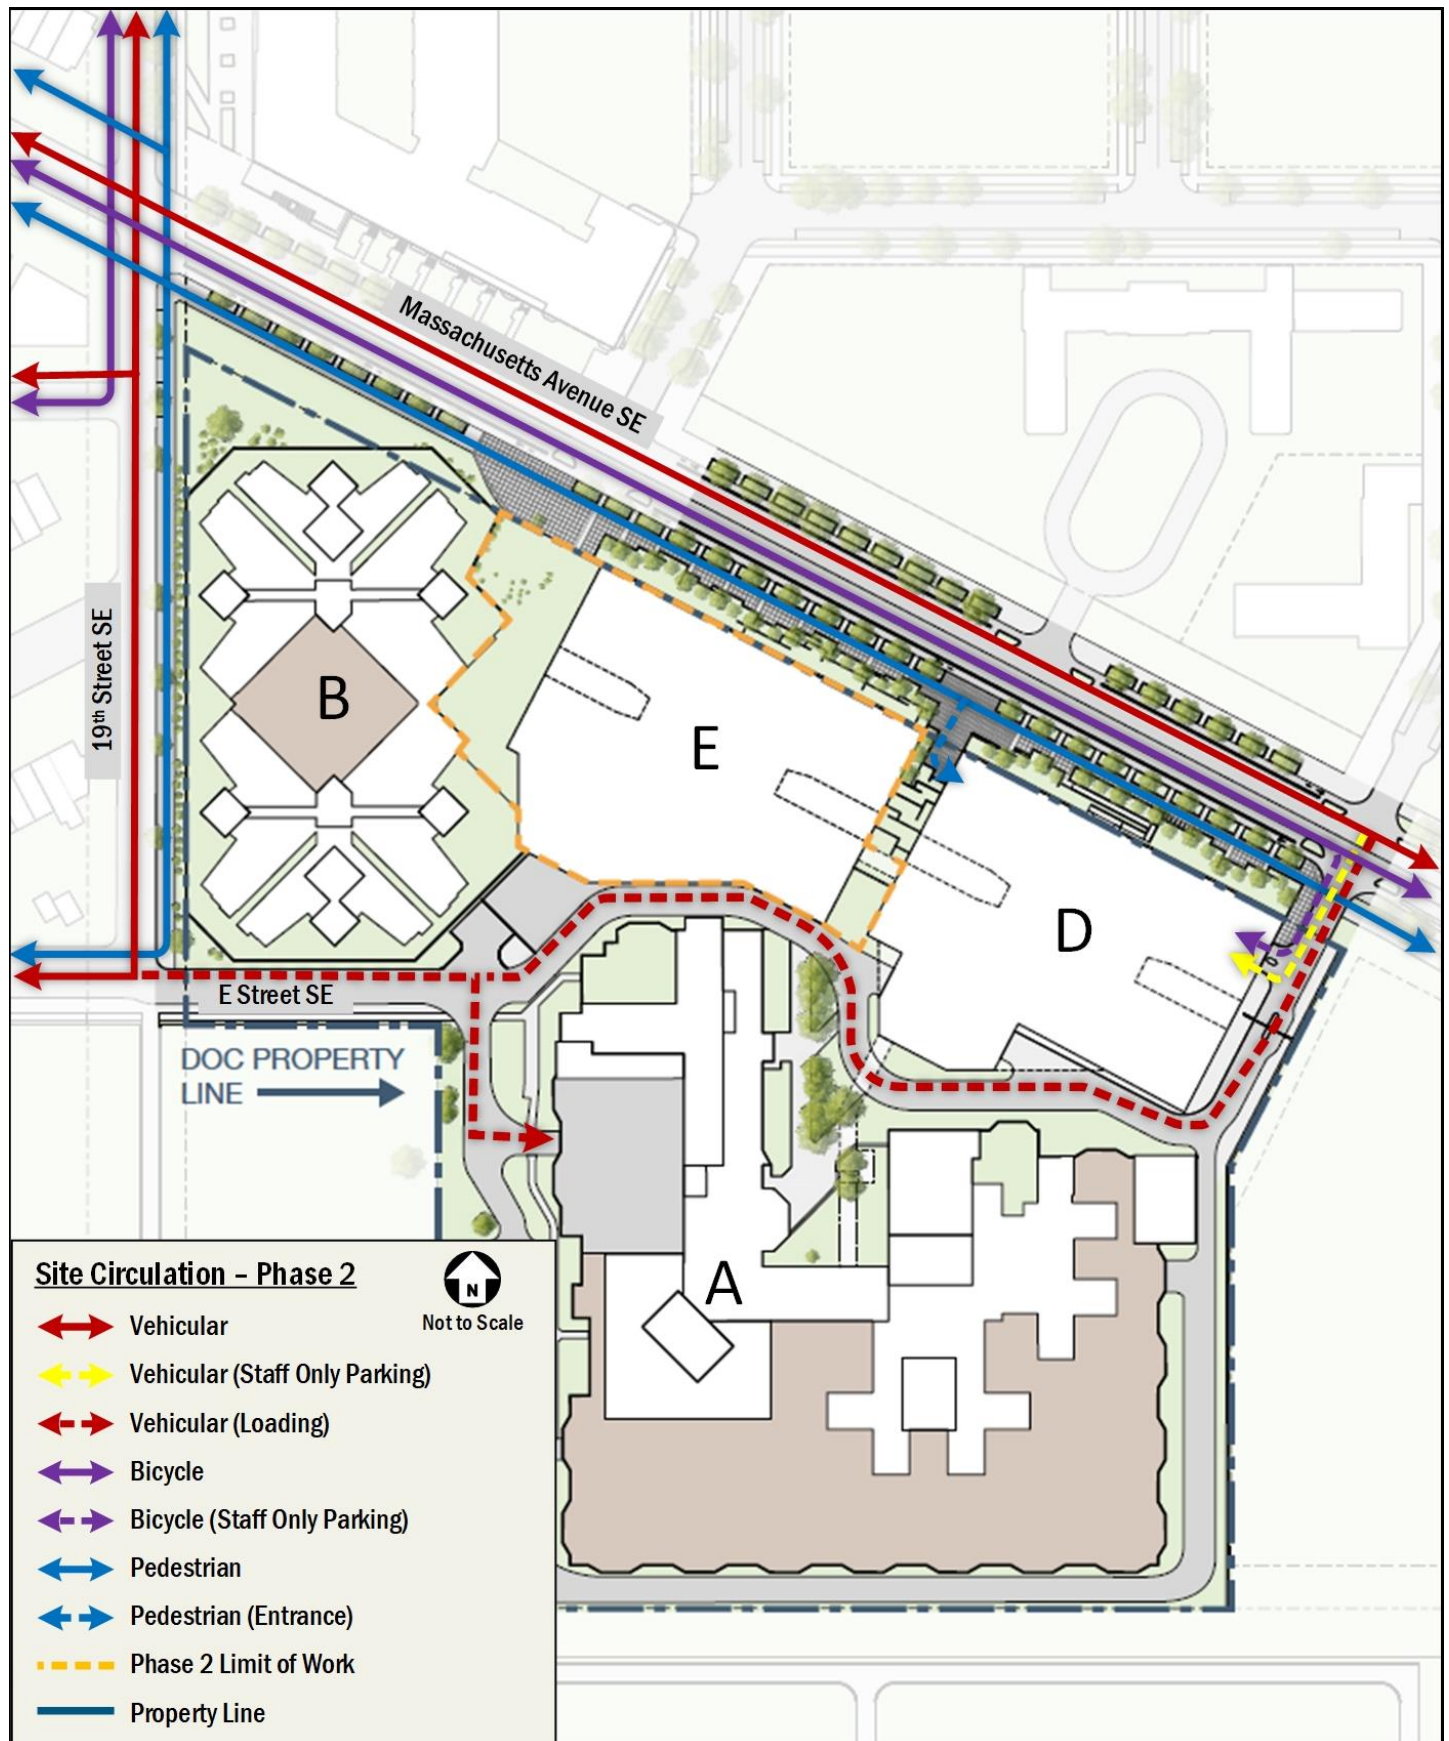 Massachusetts Avenue SE
19th Street SE
B
E
D
E Street SE
DOC PROPERTY
LINE
A
Site Circulation – Phase 2
N
Not to Scale
Vehicular
Vehicular (Staff Only Parking)
Vehicular (Loading)
Bicycle
Bicycle (Staff Only Parking)
Pedestrian
Pedestrian (Entrance)
Phase 2 Limit of Work
Property Line